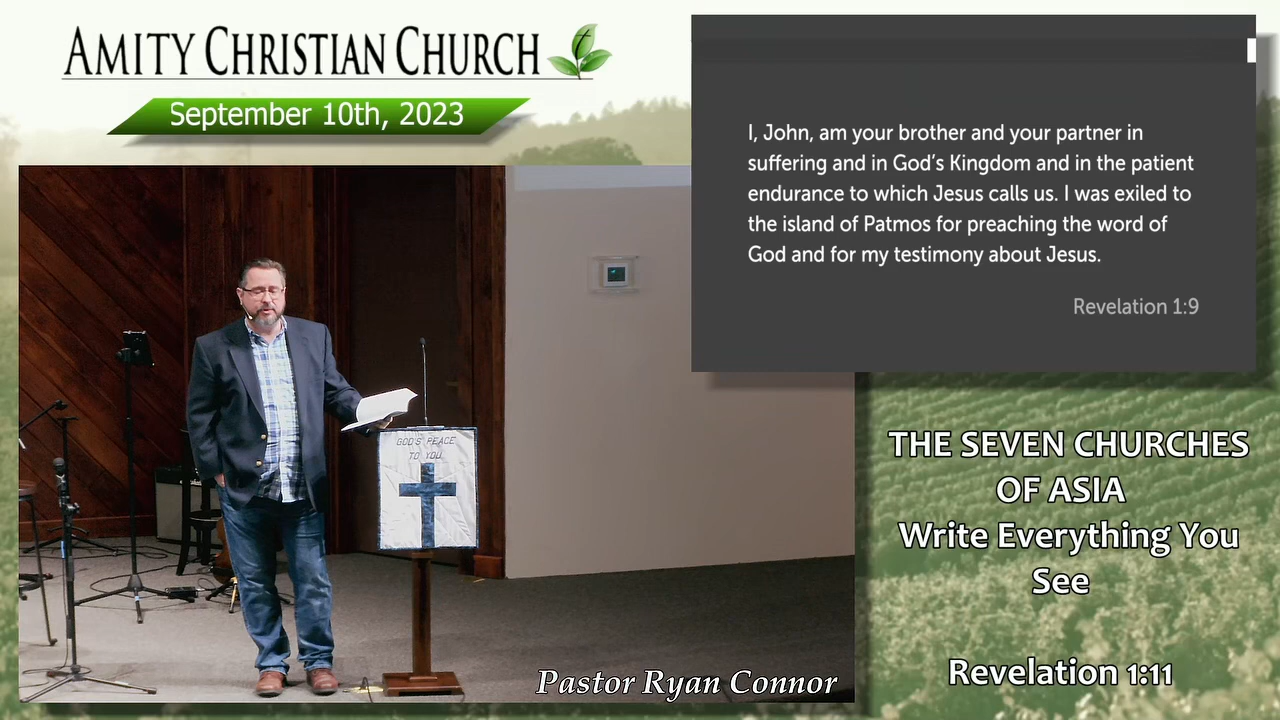 AMITY CHRISTIAN CHURCH
September 10th, 2023
I, John, am your brother and your partner in
suffering and in God's Kingdom and in the patient
endurance to which Jesus calls us. I was exiled to
the island of Patmos for preaching the word of
God and for my testimony about Jesus.
Revelation 1:9
GOD'S PEACE
TO YOU
THE SEVEN CHURCHES
OF ASIA
Write Everything You
See
Revelation 1:11
Pastor Ryan Connor